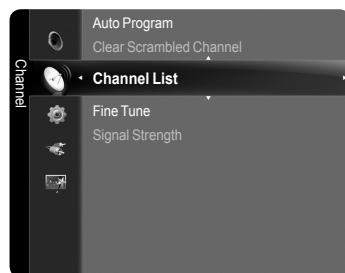 Channel
Auto Program
Clear Scrambled Channel
Channel List
Fine Tune
Signal Strength